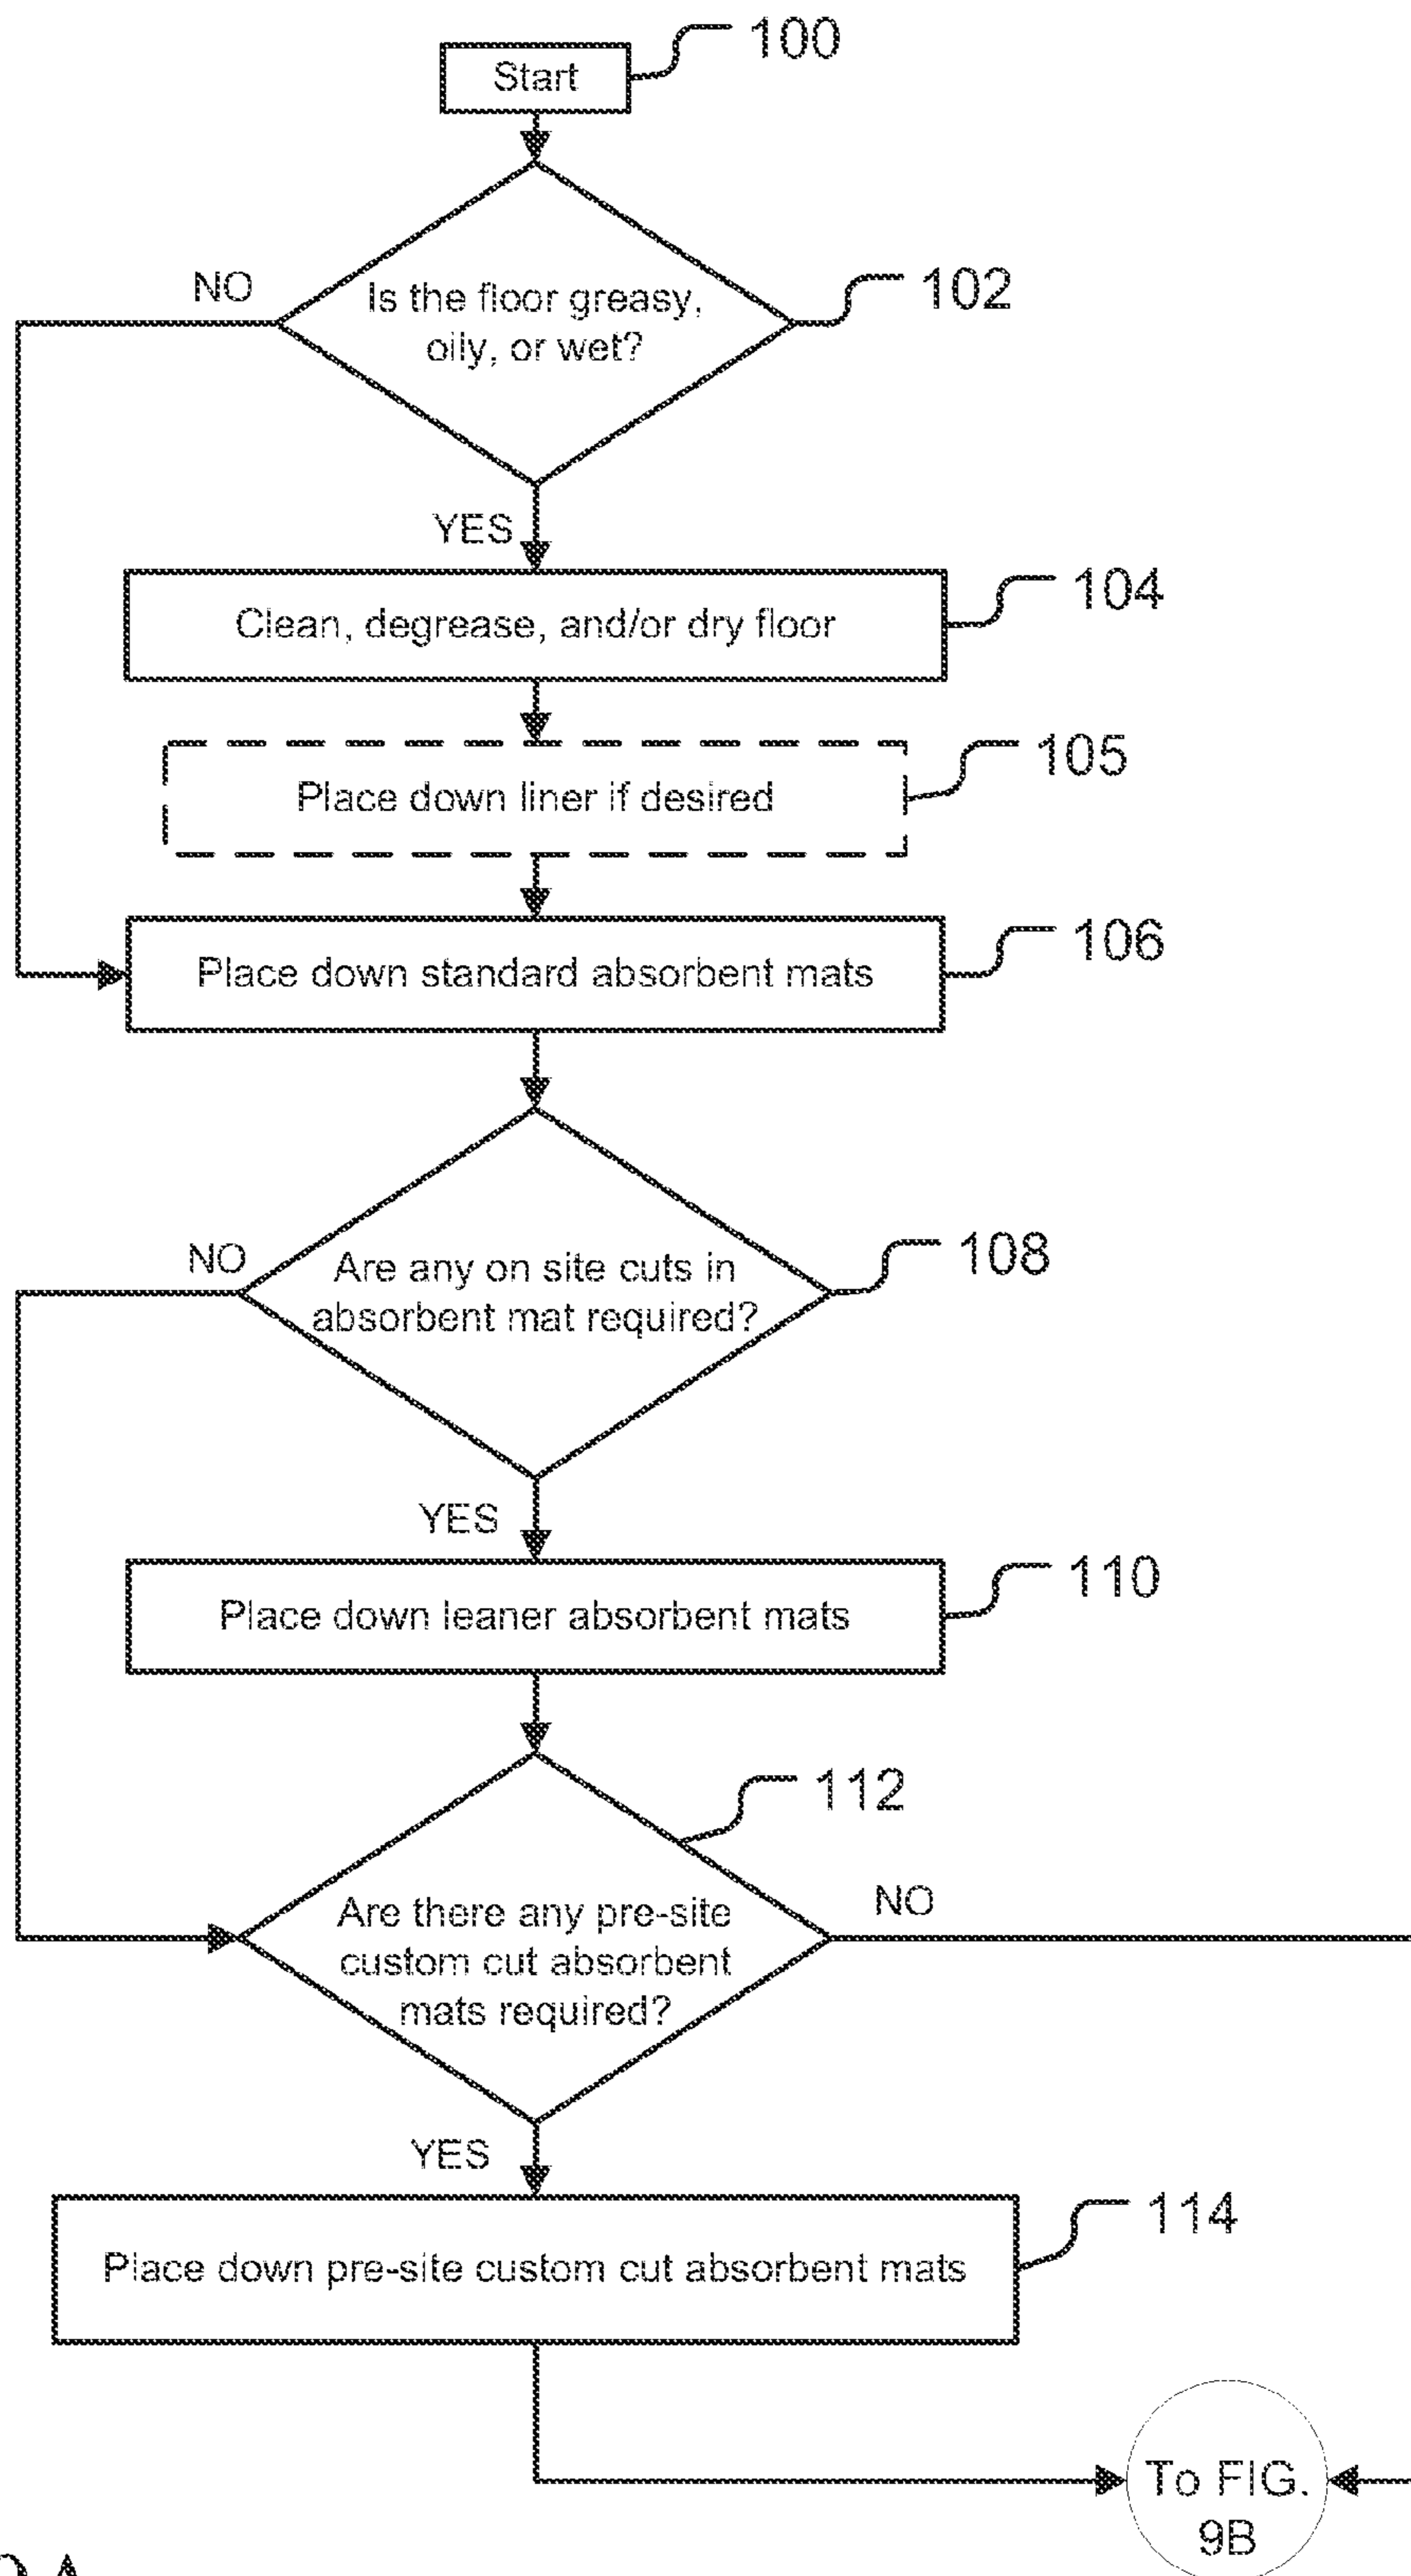 Start
100
NO
Is the floor greasy,
oily, or wet?
102
YES
Clean, degrease, and/or dry floor
104
Place down liner if desired
105
Place down standard absorbent mats
106
NO
Are any on site cuts in
absorbent mat required?
108
YES
Place down leaner absorbent mats
110
112
Are there any pre-site
custom cut absorbent
mats required?
NO
YES
Place down pre-site custom cut absorbent mats
114
To FIG.
9B